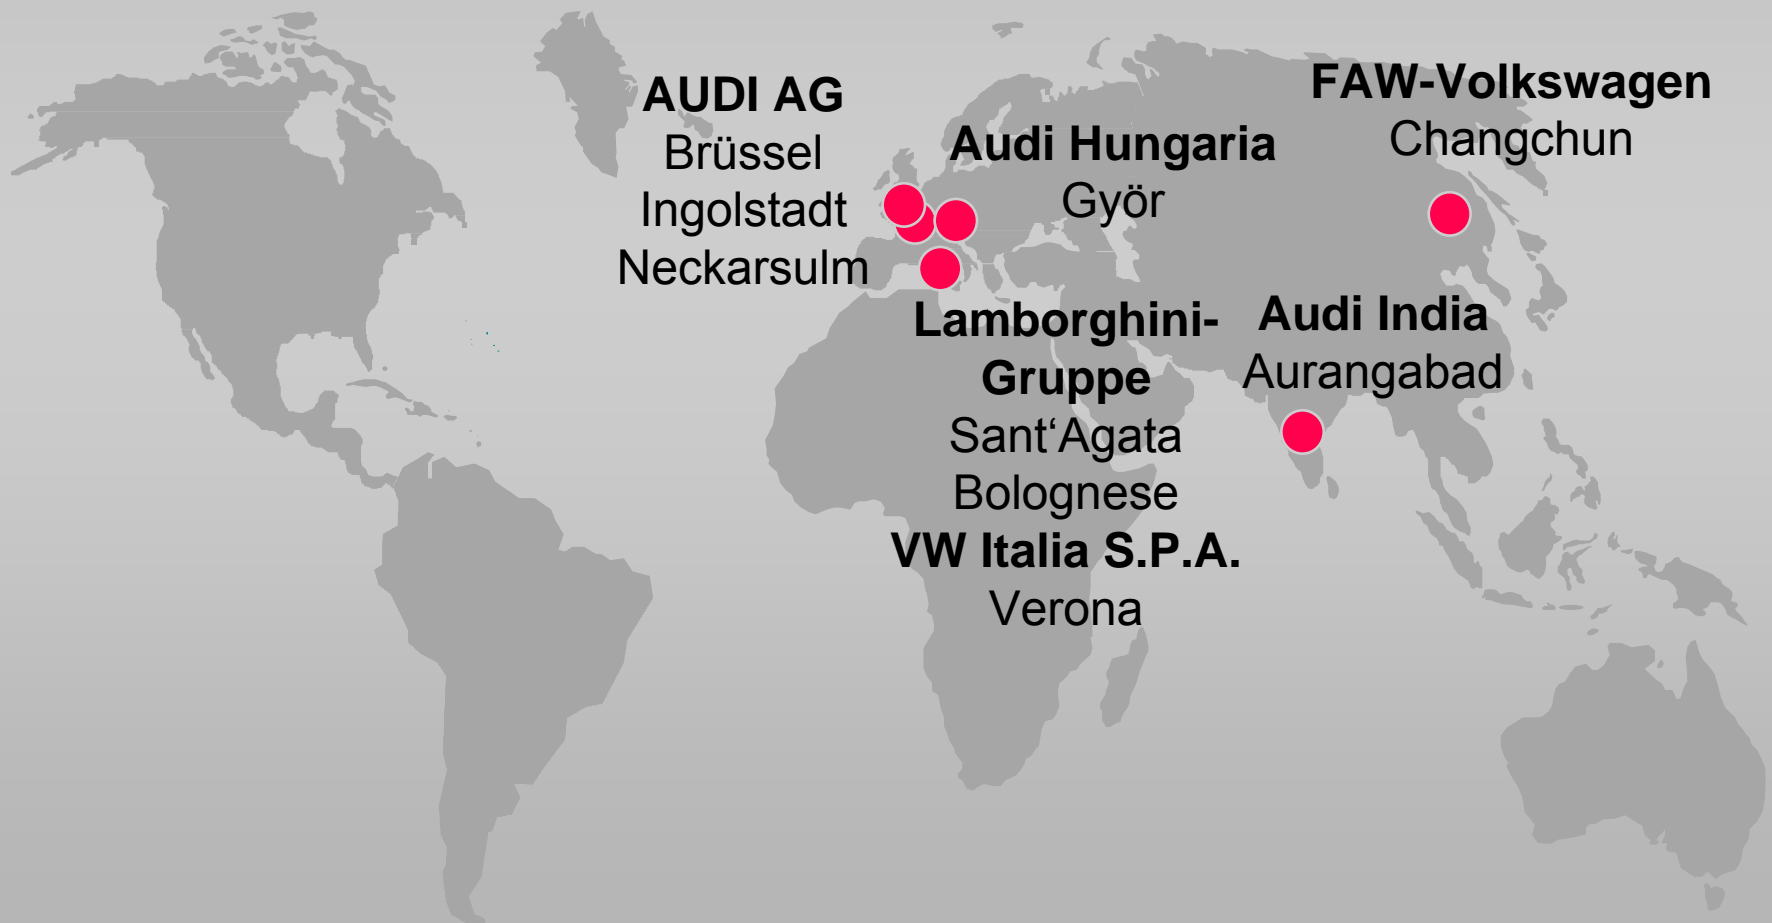 AUDI AG
Brüssel
Ingolstadt
Neckarsulm
Audi Hungaria
Györ
FAW-Volkswagen
Changchun
Lamborghini-
Gruppe
Sant‘Agata
Bolognese
VW Italia S.P.A.
Verona
Audi India
Aurangabad